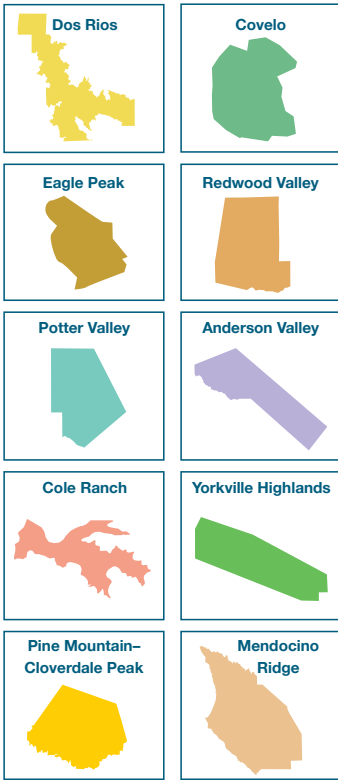 Dos Rios
Covelo
Eagle Peak
Redwood Valley
Potter Valley
Anderson Valley
Cole Ranch
Yorkville Highlands
Pine Mountain–
Cloverdale Peak
Mendocino
Ridge